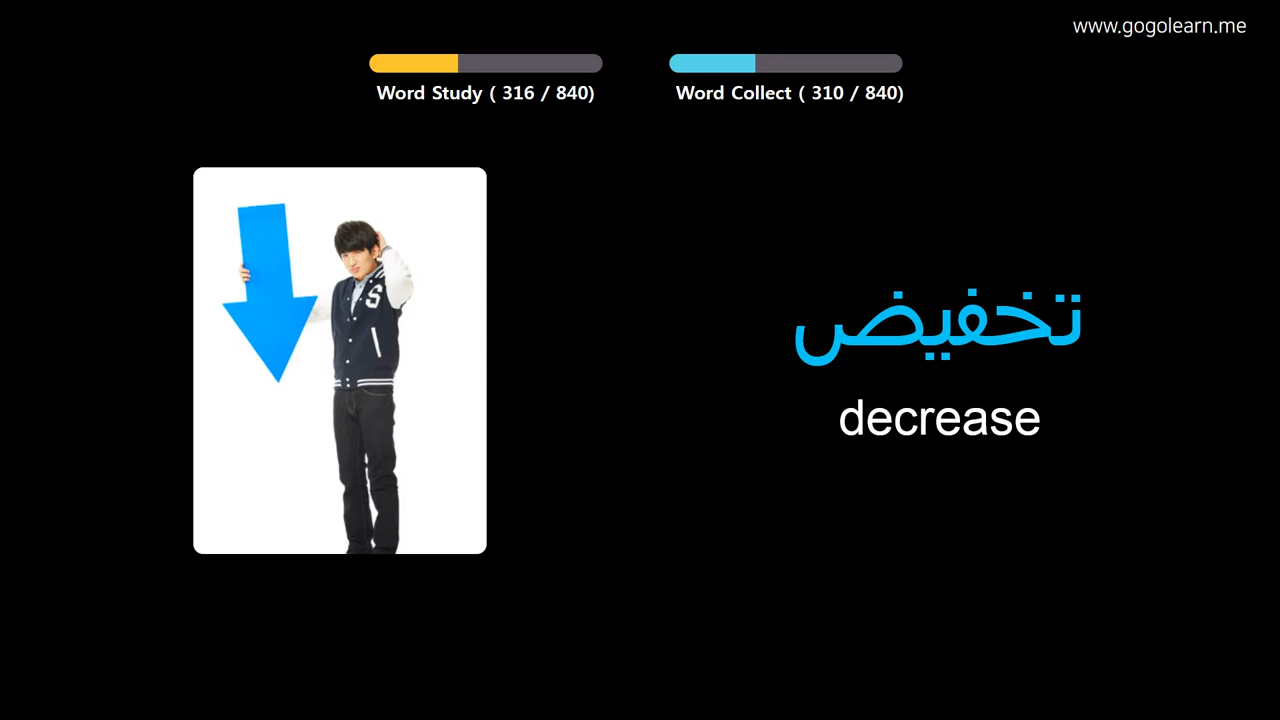 www.gogolearn.me
Word Study ( 316 / 840)
Word Collect ( 310 / 840)
S
تخفيض
decrease